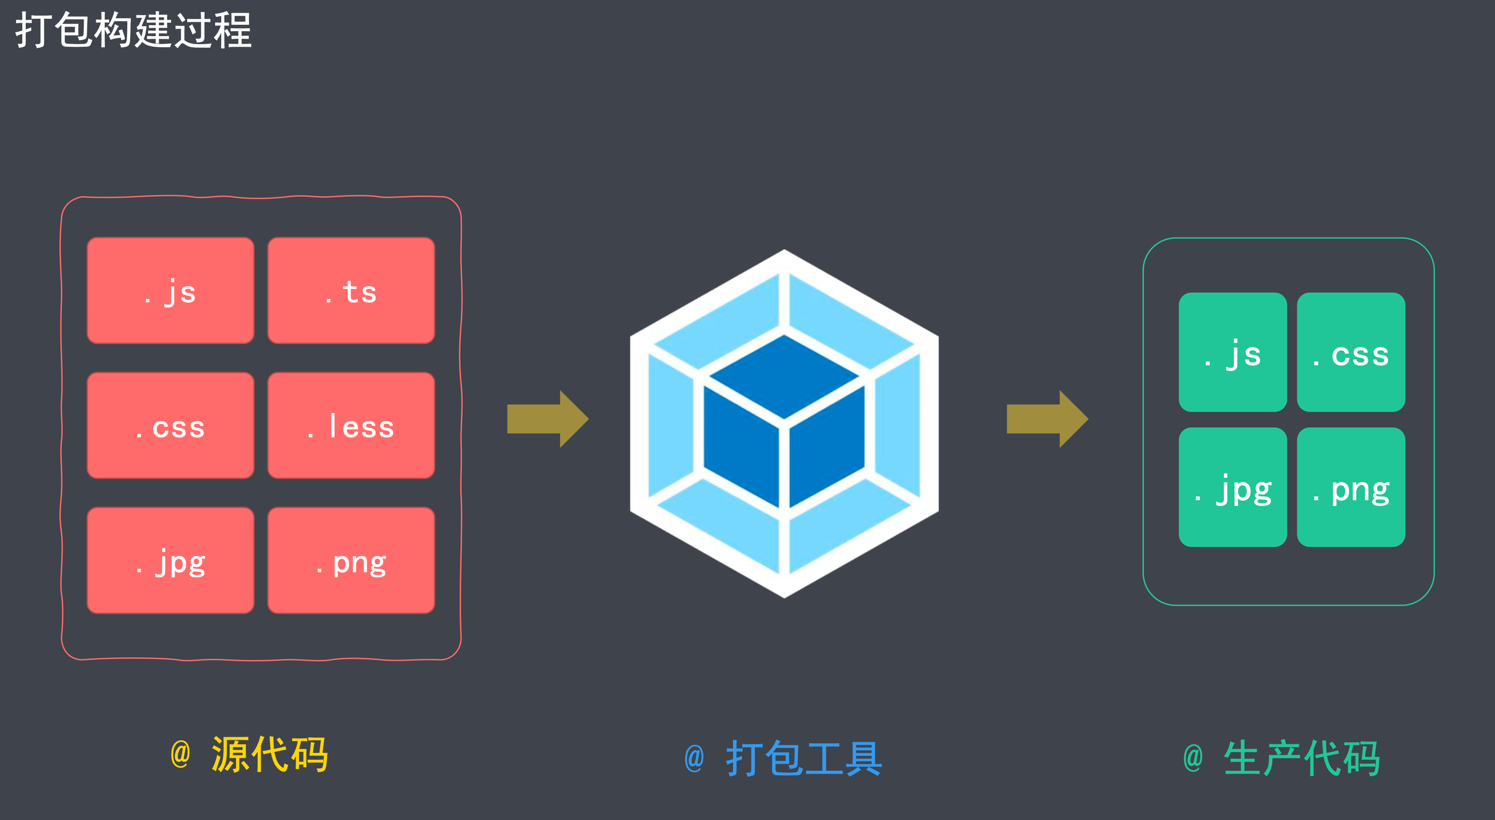 打包构建过程
.js
.ts
.css
.less
.jpg
.png
.js
.css
.jpg
.png
@ 源代码
@ 打包工具
@ 生产代码